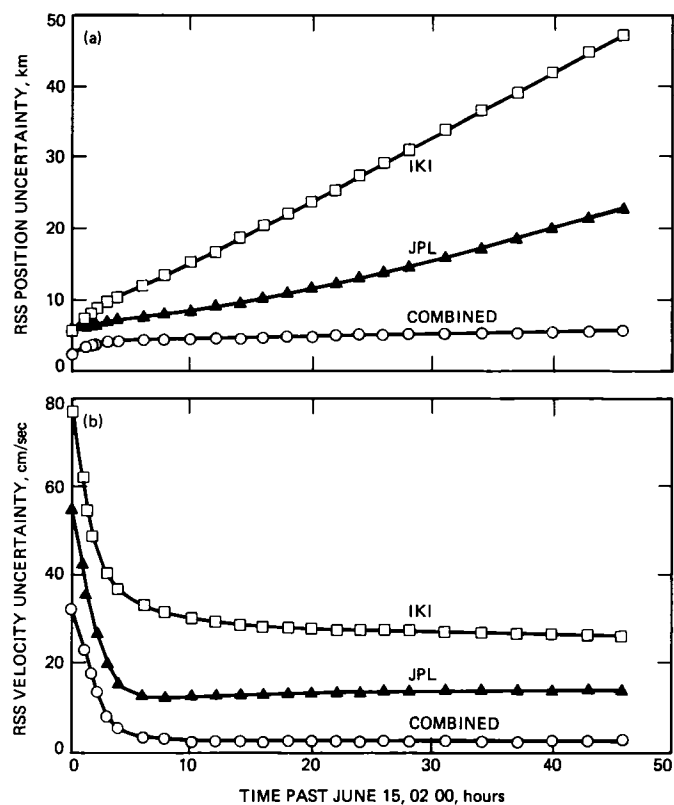 (a)
RSS POSITION UNCERTAINTY, km
50
40
30
20
10
0
IKI
JPL
COMBINED
(b)
RSS VELOCITY UNCERTAINTY, cm/sec
80
60
40
20
0
IKI
JPL
COMBINED
0 10 20 30 40 50
TIME PAST JUNE 15, 02 00, hours